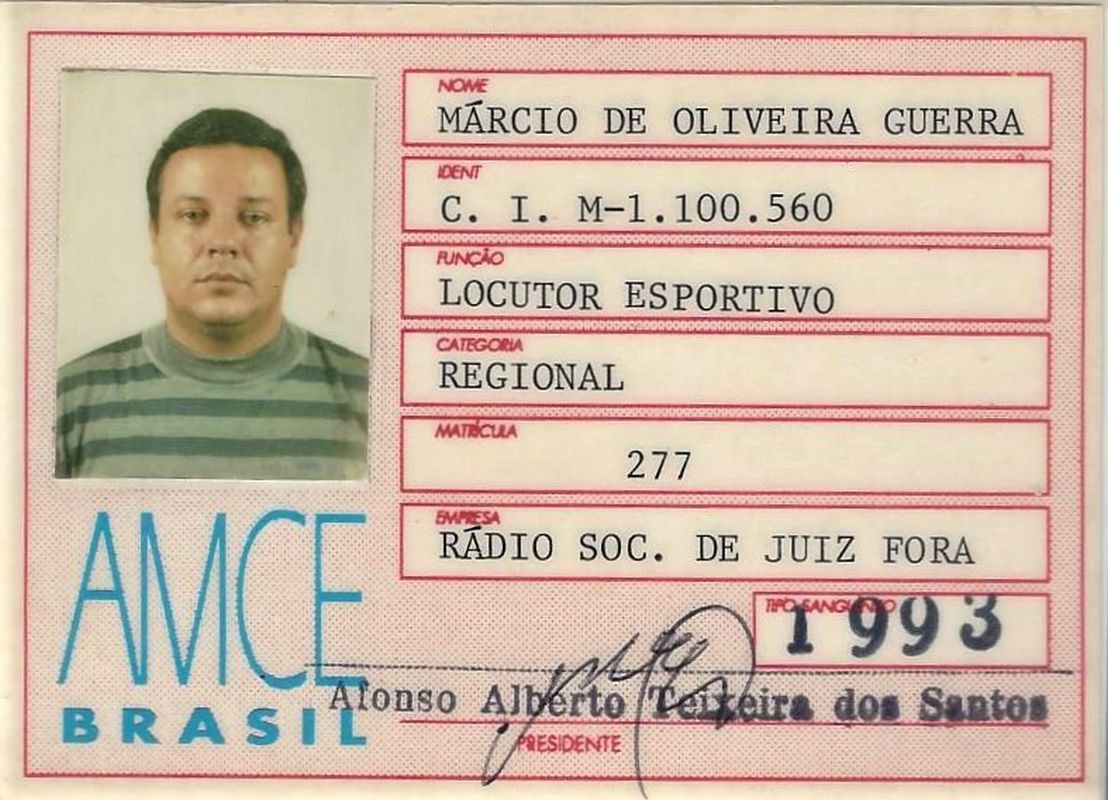 NOME
MÁRCIO DE OLIVEIRA GUERRA
IDENT
C. I. M-1.100.560
FUNÇÃO
LOCUTOR ESPORTIVO
CATEGORIA
REGIONAL
MATRÍCULA
277
EMPRESA
RÁDIO SOC. DE JUIZ FORA
TIPO SANGUINEO
1993
AMCE
BRASIL
Afonso Alberto Teixeira dos Santos
PRESIDENTE